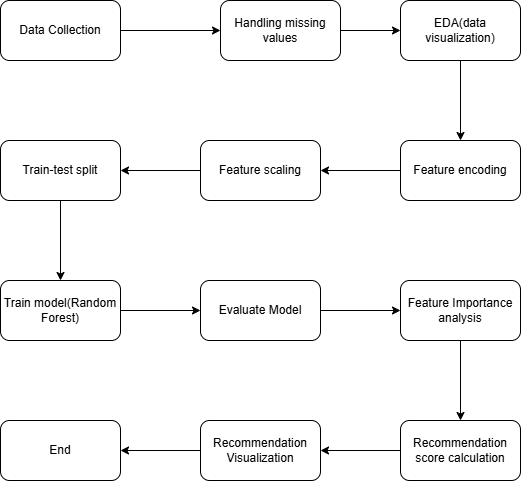 Data Collection
Handling missing
values
EDA(data
visualization)
Train-test split
Feature scaling
Feature encoding
Train model(Random
Forest)
Evaluate Model
Feature Importance
analysis
End
Recommendation
Visualization
Recommendation
score calculation